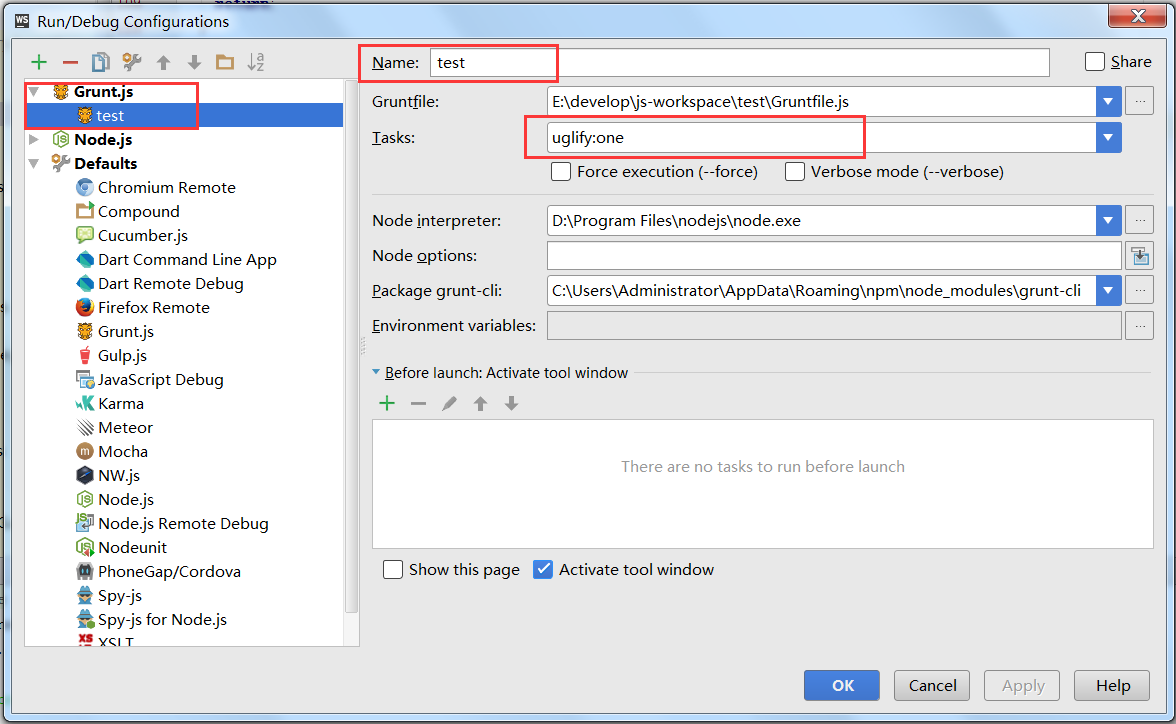 WS Run/Debug Configurations
Name: test
Share
Grunt.js
test
Node.js
Defaults
Chromium Remote
Compound
Cucumber.js
Dart Command Line App
Dart Remote Debug
Firefox Remote
Grunt.js
Gulp.js
JavaScript Debug
Karma
Meteor
Mocha
NW.js
Node.js
Node.js Remote Debug
Nodeunit
PhoneGap/Cordova
Spy-js
Spy-js for Node.js
XSLT
Gruntfile: E:\develop\js-workspace\test\Gruntfile.js
Tasks: uglify:one
Force execution (--force) Verbose mode (--verbose)
Node interpreter: D:\Program Files\nodejs\node.exe
Node options:
Package grunt-cli: C:\Users\Administrator\AppData\Roaming\npm\node_modules\grunt-cli
Environment variables:
Before launch: Activate tool window
There are no tasks to run before launch
Show this page Activate tool window
OK Cancel Apply Help